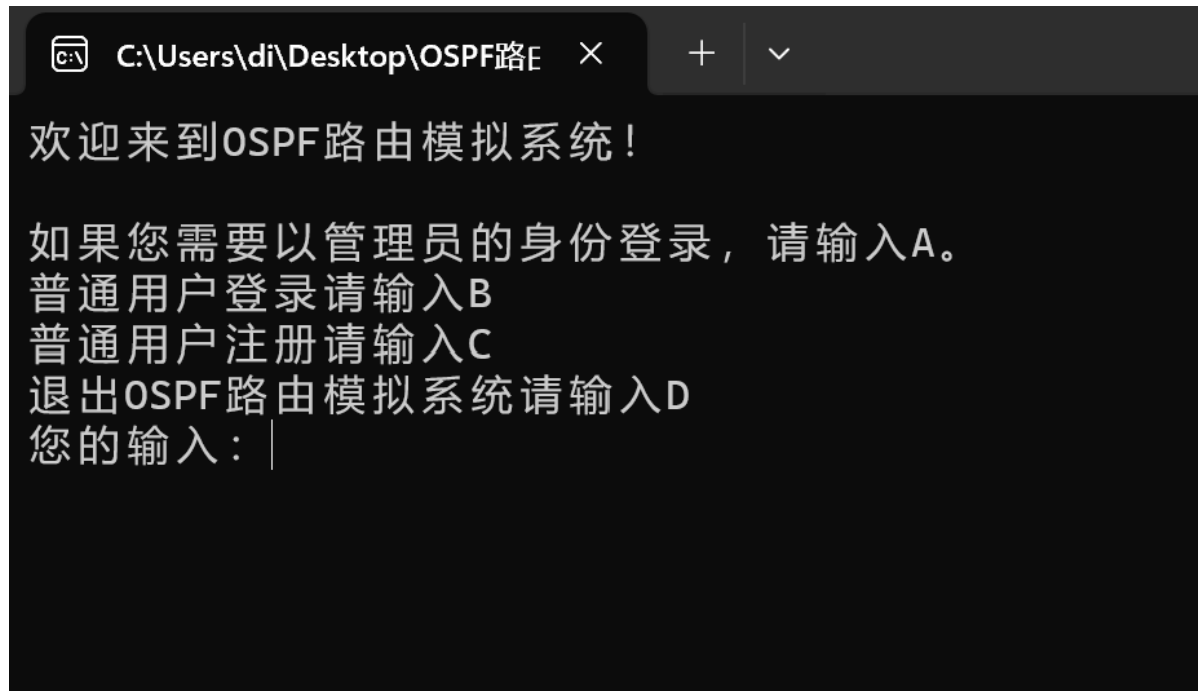 C:\Users\di\Desktop\OSPF路
欢迎来到OSPF路由模拟系统！
如果您需要以管理员的身份登录，请输入A。
普通用户登录请输入B
普通用户注册请输入C
退出OSPF路由模拟系统请输入D
您的输入：